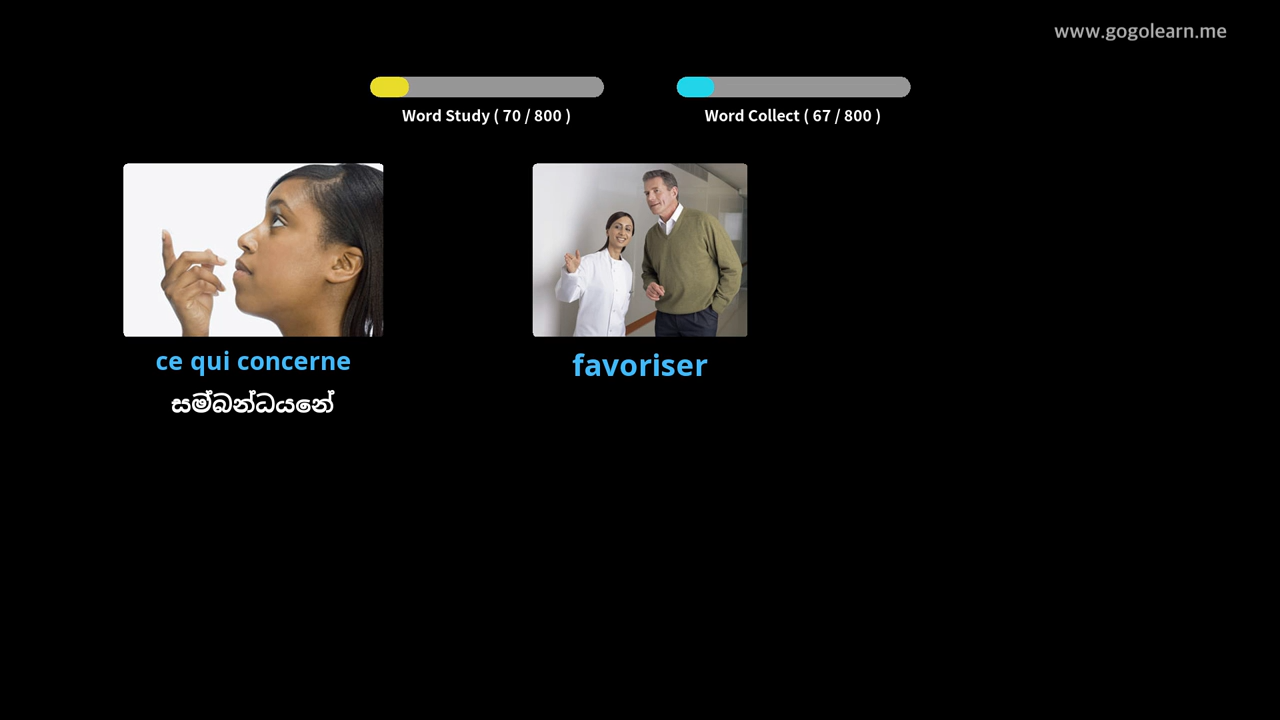 www.gogolearn.me
Word Study ( 70 / 800 )
Word Collect ( 67 / 800 )
ce qui concerne
සම්බන්ධයනේ
favoriser